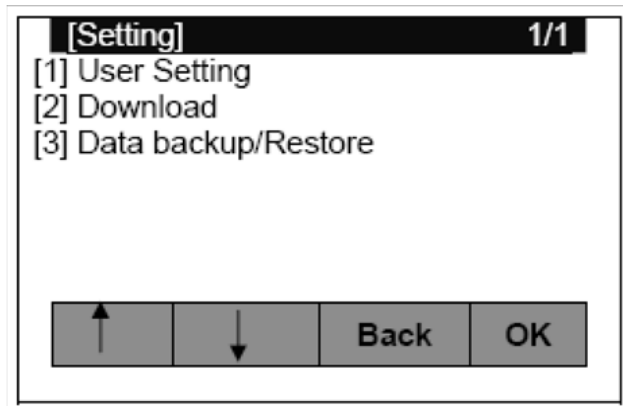 [Setting] 1/1
[1] User Setting
[2] Download
[3] Data backup/Restore
↑ ↓ Back OK